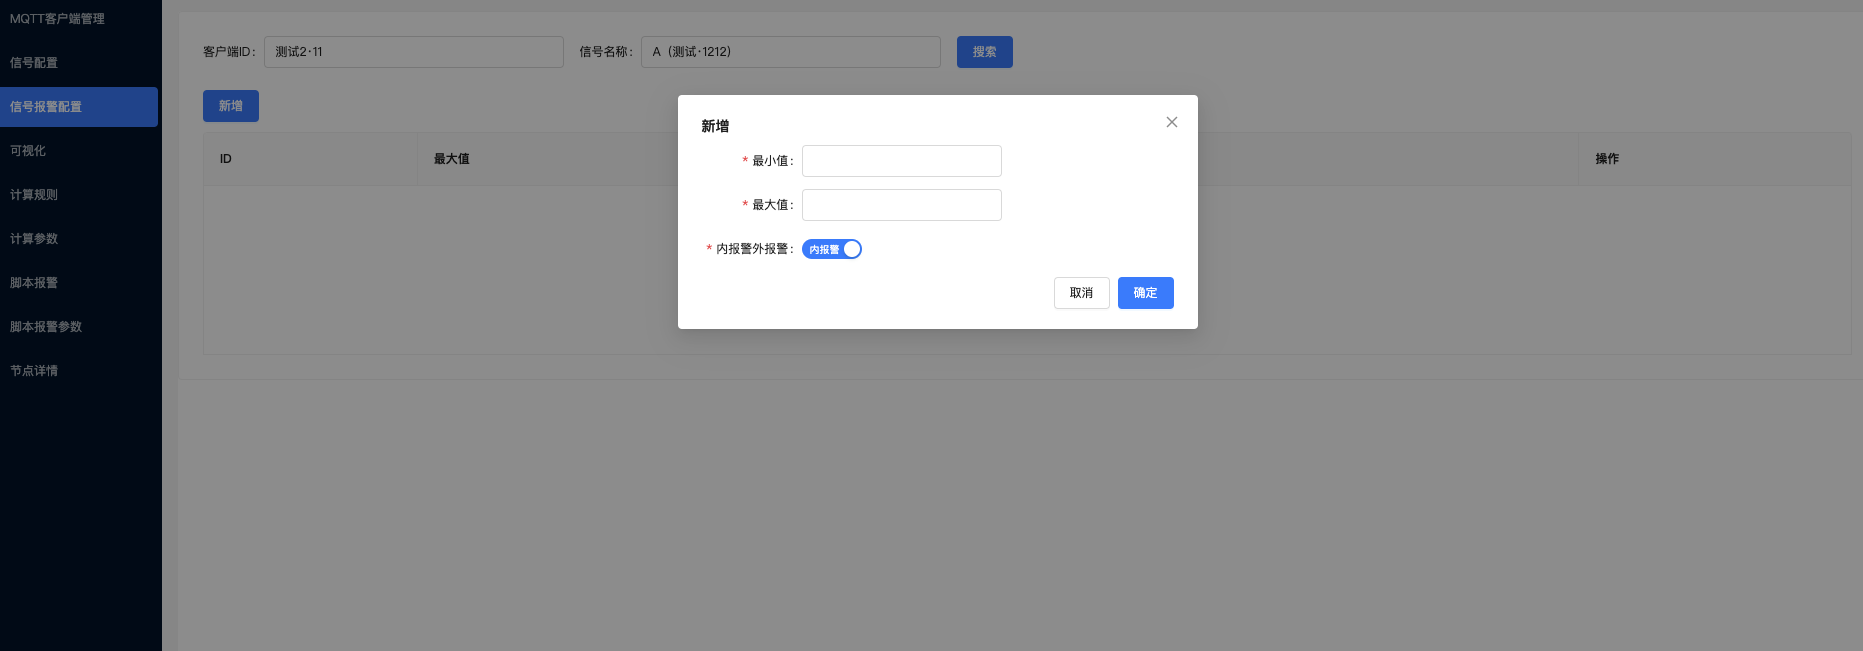 MQTT客户端管理
信号配置
信号报警配置
可视化
计算规则
计算参数
脚本报警
脚本报警参数
节点详情
客户端ID: 测试2·11 信号名称: A（测试·1212） 搜索
新增
ID 最大值 操作
新增
* 最小值:
* 最大值:
* 内报警外报警: 内报警
取消 确定